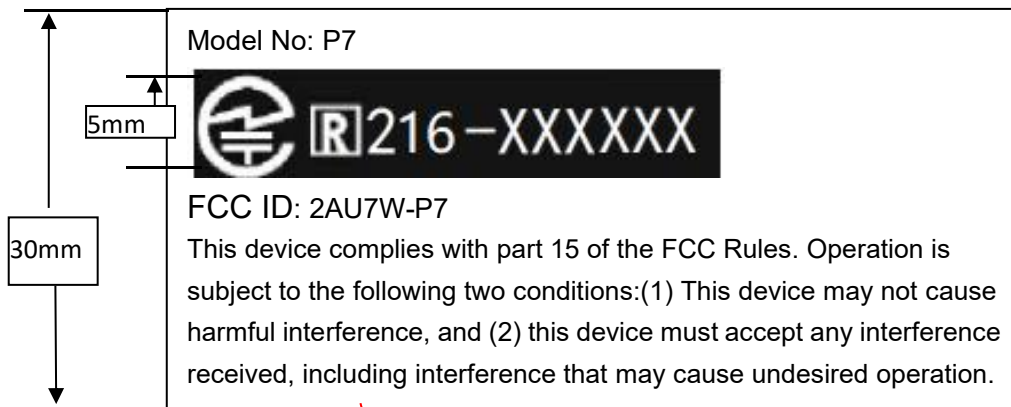 Model No: P7
5mm
R 216-XXXXXX
FCC ID: 2AU7W-P7
30mm
This device complies with part 15 of the FCC Rules. Operation is
subject to the following two conditions:(1) This device may not cause
harmful interference, and (2) this device must accept any interference
received, including interference that may cause undesired operation.